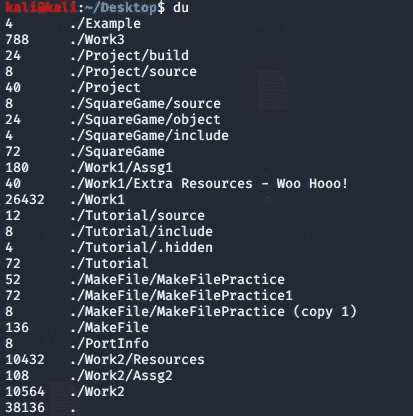 kali@kali:~/Desktop$ du
4 ./Example
788 ./Work3
24 ./Project/build
8 ./Project/source
40 ./Project
8 ./SquareGame/source
24 ./SquareGame/object
4 ./SquareGame/include
72 ./SquareGame
180 ./Work1/Assg1
40 ./Work1/Extra Resources - Woo Hooo!
26432 ./Work1
12 ./Tutorial/source
8 ./Tutorial/include
4 ./Tutorial/.hidden
72 ./Tutorial
52 ./MakeFile/MakeFilePractice
72 ./MakeFile/MakeFilePractice1
8 ./MakeFile/MakeFilePractice (copy 1)
136 ./MakeFile
8 ./PortInfo
10432 ./Work2/Resources
108 ./Work2/Assg2
10564 ./Work2
38136 .